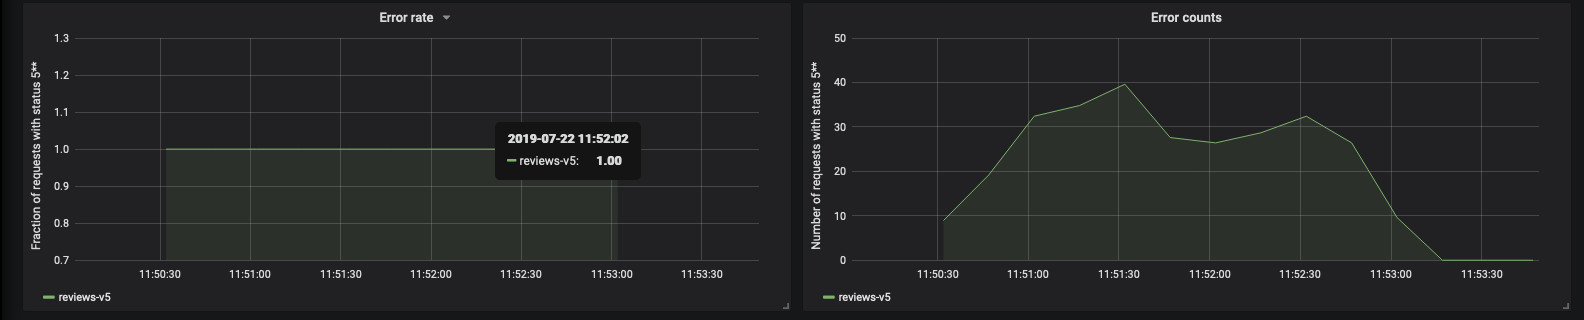 Error rate
Fraction of requests with status 5**
1.3
1.2
1.1
1.0
0.9
0.8
0.7
2019-07-22 11:52:02
reviews-v5: 1.00
11:50:30 11:51:00 11:51:30 11:52:00 11:52:30 11:53:00 11:53:30
reviews-v5
Error counts
Number of requests with status 5**
50
40
30
20
10
0
11:50:30 11:51:00 11:51:30 11:52:00 11:52:30 11:53:00 11:53:30
reviews-v5